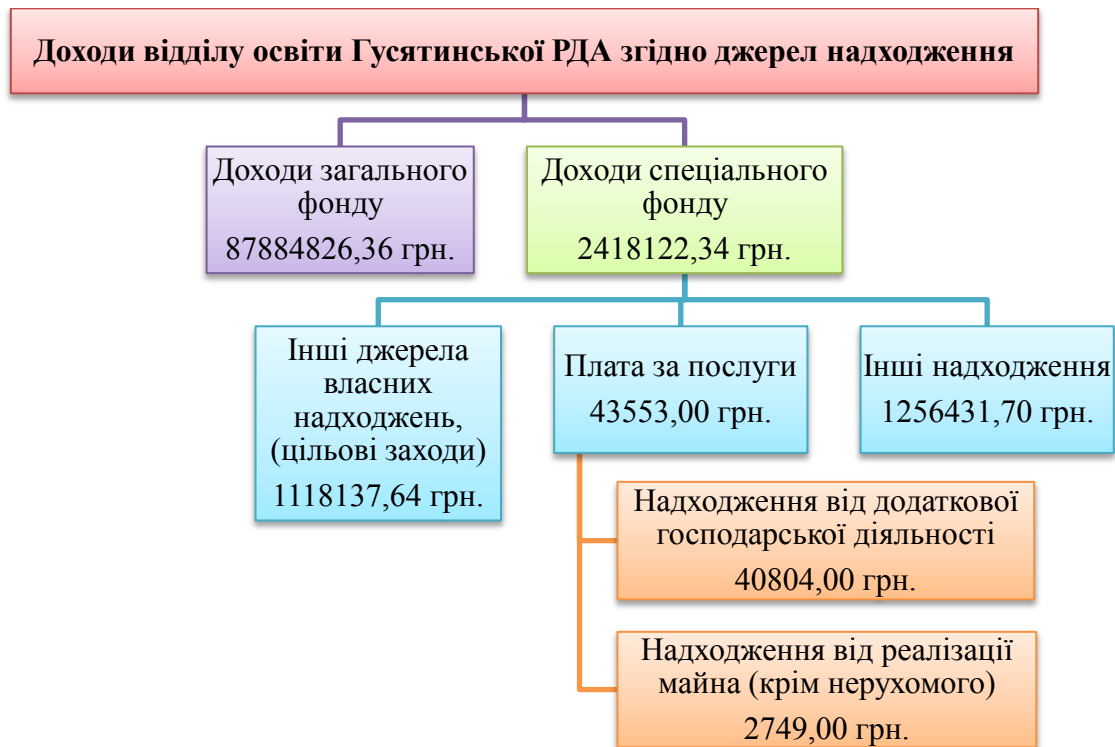 Доходи відділу освіти Гусятинської РДА згідно джерел надходження
Доходи загального
фонду
87884826,36 грн.
Доходи спеціального
фонду
2418122,34 грн.
Інші джерела
власних
надходжень,
(цільові заходи)
1118137,64 грн.
Плата за послуги
43553,00 грн.
Інші надходження
1256431,70 грн.
Надходження від додаткової
господарської діяльності
40804,00 грн.
Надходження від реалізації
майна (крім нерухомого)
2749,00 грн.